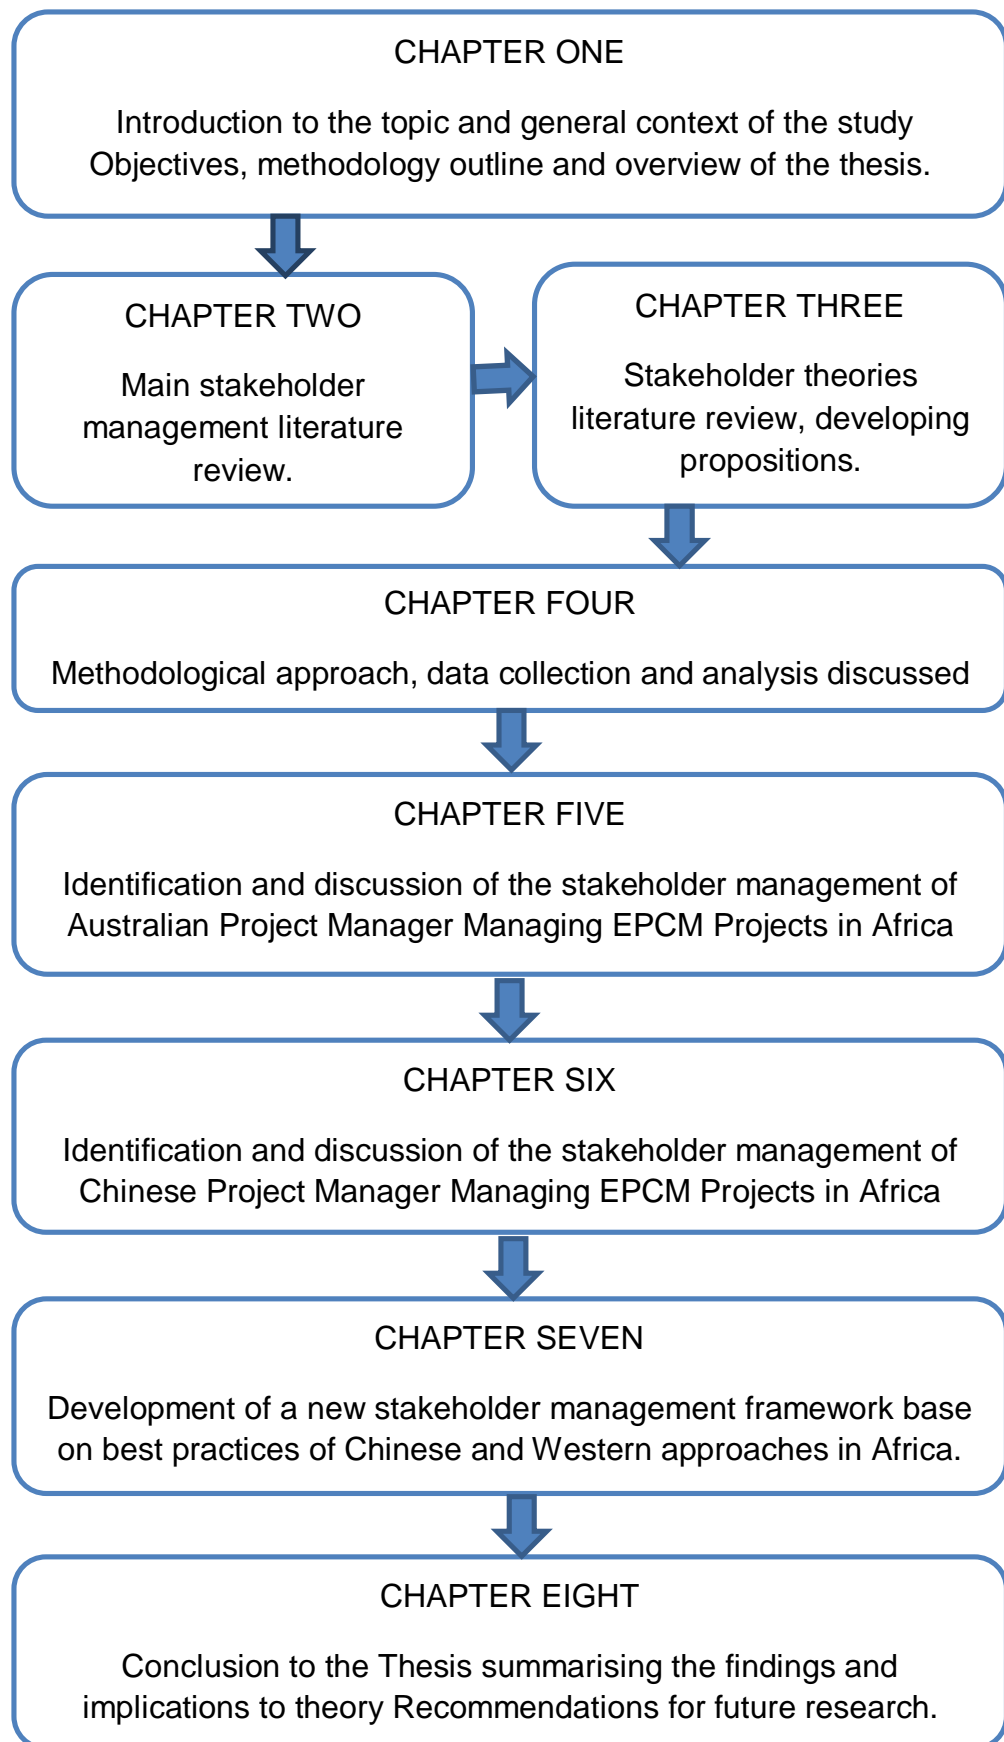 CHAPTER ONE
Introduction to the topic and general context of the study
Objectives, methodology outline and overview of the thesis.
CHAPTER TWO
Main stakeholder
management literature
review.
CHAPTER THREE
Stakeholder theories
literature review, developing
propositions.
CHAPTER FOUR
Methodological approach, data collection and analysis discussed
CHAPTER FIVE
Identification and discussion of the stakeholder management of
Australian Project Manager Managing EPCM Projects in Africa
CHAPTER SIX
Identification and discussion of the stakeholder management of
Chinese Project Manager Managing EPCM Projects in Africa
CHAPTER SEVEN
Development of a new stakeholder management framework base
on best practices of Chinese and Western approaches in Africa.
CHAPTER EIGHT
Conclusion to the Thesis summarising the findings and
implications to theory Recommendations for future research.